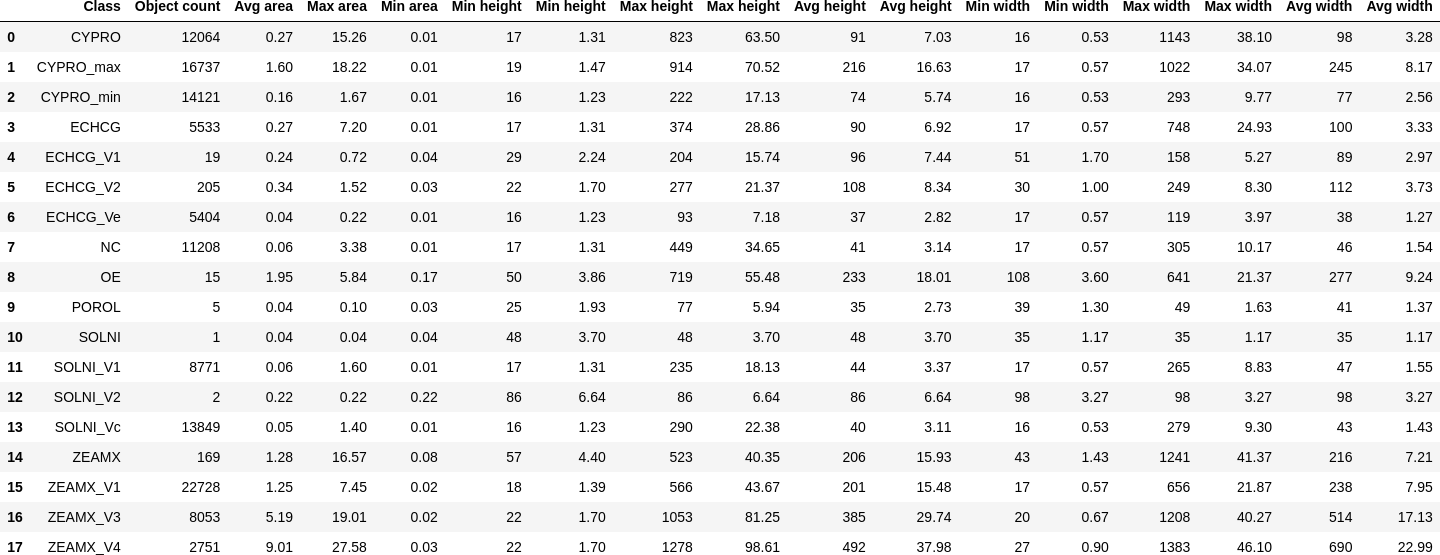 Class Object count Avg area Max area Min area Min height Min height Max height Max height Avg height Avg height Min width Min width Max width Max width Avg width Avg width
0 CYPRO 12064 0.27 15.26 0.01 17 1.31 823 63.50 91 7.03 16 0.53 1143 38.10 98 3.28
1 CYPRO_max 16737 1.60 18.22 0.01 19 1.47 914 70.52 216 16.63 17 0.57 1022 34.07 245 8.17
2 CYPRO_min 14121 0.16 1.67 0.01 16 1.23 222 17.13 74 5.74 16 0.53 293 9.77 77 2.56
3 ECHCG 5533 0.27 7.20 0.01 17 1.31 374 28.86 90 6.92 17 0.57 748 24.93 100 3.33
4 ECHCG_V1 19 0.24 0.72 0.04 29 2.24 204 15.74 96 7.44 51 1.70 158 5.27 89 2.97
5 ECHCG_V2 205 0.34 1.52 0.03 22 1.70 277 21.37 108 8.34 30 1.00 249 8.30 112 3.73
6 ECHCG_Ve 5404 0.04 0.22 0.01 16 1.23 93 7.18 37 2.82 17 0.57 119 3.97 38 1.27
7 NC 11208 0.06 3.38 0.01 17 1.31 449 34.65 41 3.14 17 0.57 305 10.17 46 1.54
8 OE 15 1.95 5.84 0.17 50 3.86 719 55.48 233 18.01 108 3.60 641 21.37 277 9.24
9 POROL 5 0.04 0.10 0.03 25 1.93 77 5.94 35 2.73 39 1.30 49 1.63 41 1.37
10 SOLNI 1 0.04 0.04 0.04 48 3.70 48 3.70 48 3.70 35 1.17 35 1.17 35 1.17
11 SOLNI_V1 8771 0.06 1.60 0.01 17 1.31 235 18.13 44 3.37 17 0.57 265 8.83 47 1.55
12 SOLNI_V2 2 0.22 0.22 0.22 86 6.64 86 6.64 86 6.64 98 3.27 98 3.27 98 3.27
13 SOLNI_Vc 13849 0.05 1.40 0.01 16 1.23 290 22.38 40 3.11 16 0.53 279 9.30 43 1.43
14 ZEAMX 169 1.28 16.57 0.08 57 4.40 523 40.35 206 15.93 43 1.43 1241 41.37 216 7.21
15 ZEAMX_V1 22728 1.25 7.45 0.02 18 1.39 566 43.67 201 15.48 17 0.57 656 21.87 238 7.95
16 ZEAMX_V3 8053 5.19 19.01 0.02 22 1.70 1053 81.25 385 29.74 20 0.67 1208 40.27 514 17.13
17 ZEAMX_V4 2751 9.01 27.58 0.03 22 1.70 1278 98.61 492 37.98 27 0.90 1383 46.10 690 22.99